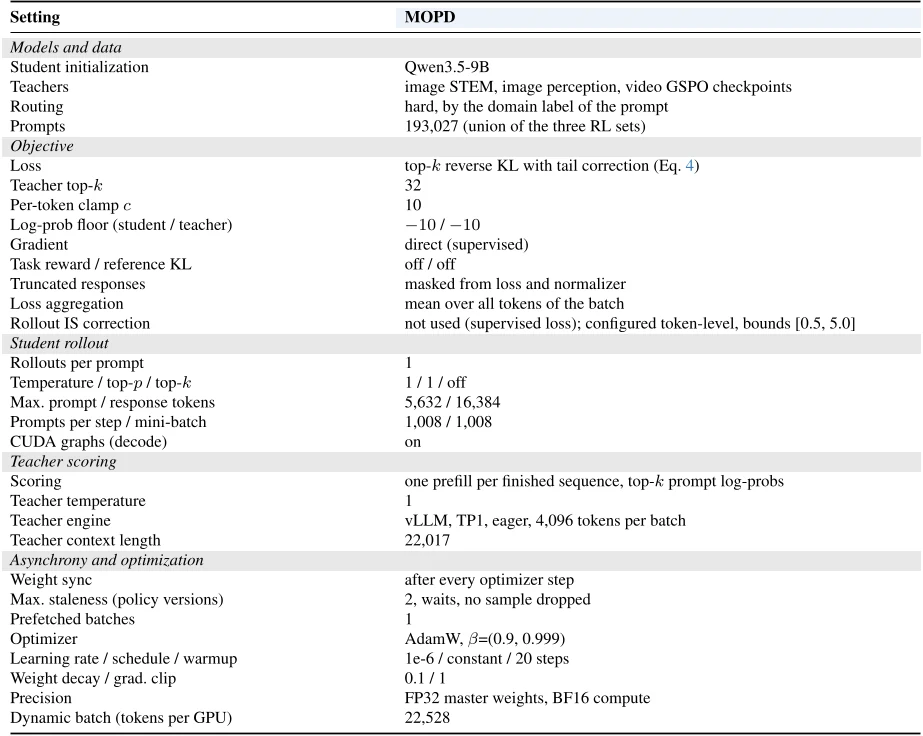 Setting MOPD
Models and data
Student initialization Qwen3.5-9B
Teachers image STEM, image perception, video GSPO checkpoints
Routing hard, by the domain label of the prompt
Prompts 193,027 (union of the three RL sets)
Objective
Loss top-k reverse KL with tail correction (Eq. 4)
Teacher top-k 32
Per-token clamp c 10
Log-prob floor (student / teacher) −10 / −10
Gradient direct (supervised)
Task reward / reference KL off / off
Truncated responses masked from loss and normalizer
Loss aggregation mean over all tokens of the batch
Rollout IS correction not used (supervised loss); configured token-level, bounds [0.5, 5.0]
Student rollout
Rollouts per prompt 1
Temperature / top-p / top-k 1 / 1 / off
Max. prompt / response tokens 5,632 / 16,384
Prompts per step / mini-batch 1,008 / 1,008
CUDA graphs (decode) on
Teacher scoring
Scoring one prefill per finished sequence, top-k prompt log-probs
Teacher temperature 1
Teacher engine vLLM, TP1, eager, 4,096 tokens per batch
Teacher context length 22,017
Asynchrony and optimization
Weight sync after every optimizer step
Max. staleness (policy versions) 2, waits, no sample dropped
Prefetched batches 1
Optimizer AdamW, β=(0.9, 0.999)
Learning rate / schedule / warmup 1e-6 / constant / 20 steps
Weight decay / grad. clip 0.1 / 1
Precision FP32 master weights, BF16 compute
Dynamic batch (tokens per GPU) 22,528